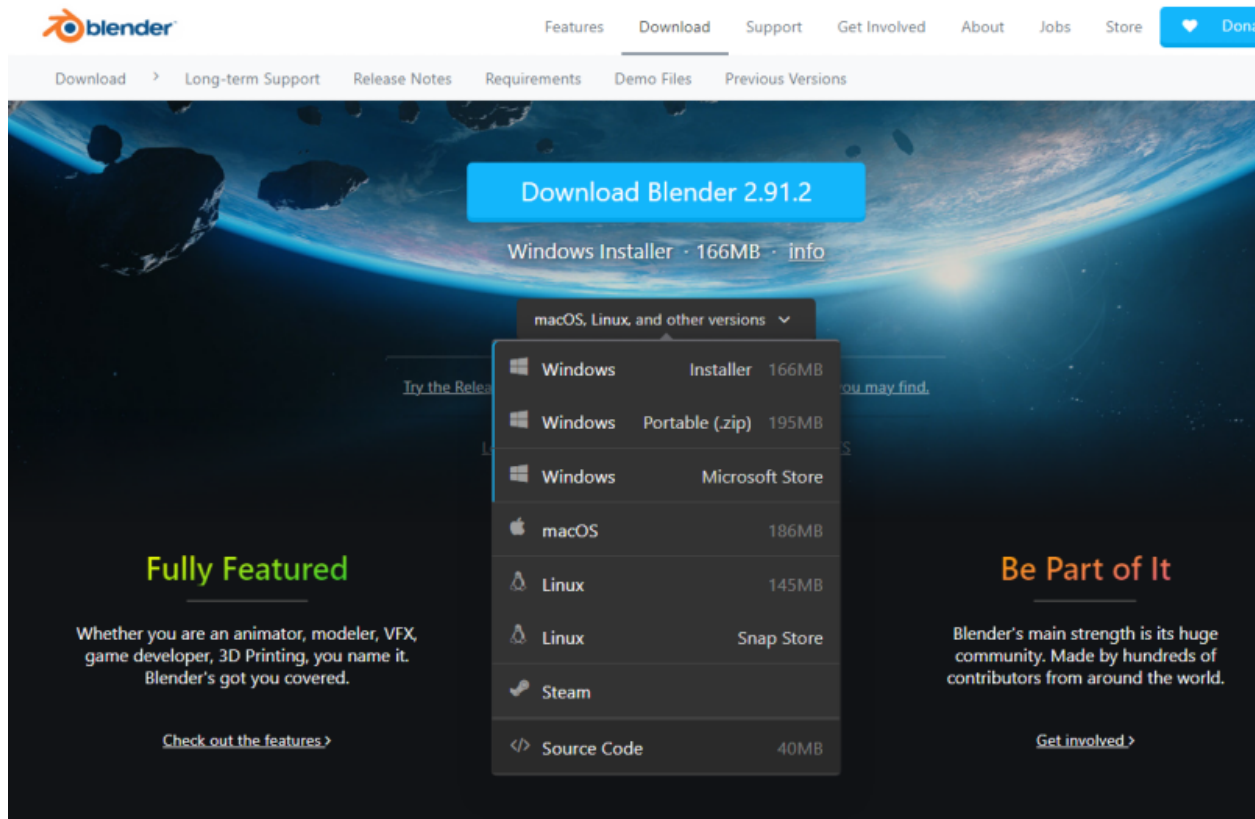 blender
Features Download Support Get Involved About Jobs Store
Download > Long-term Support Release Notes Requirements Demo Files Previous Versions
Download Blender 2.91.2
Windows Installer · 166MB · info
macOS, Linux, and other versions
Windows Installer 166MB
Try the you may find.
Windows Portable (.zip) 195MB
Windows Microsoft Store
macOS 186MB
Linux 145MB
Linux Snap Store
Steam
</> Source Code 40MB
Fully Featured
Whether you are an animator, modeler, VFX,
game developer, 3D Printing, you name it.
Blender's got you covered.
Check out the features >
Be Part of It
Blender's main strength is its huge
community. Made by hundreds of
contributors from around the world.
Get involved >